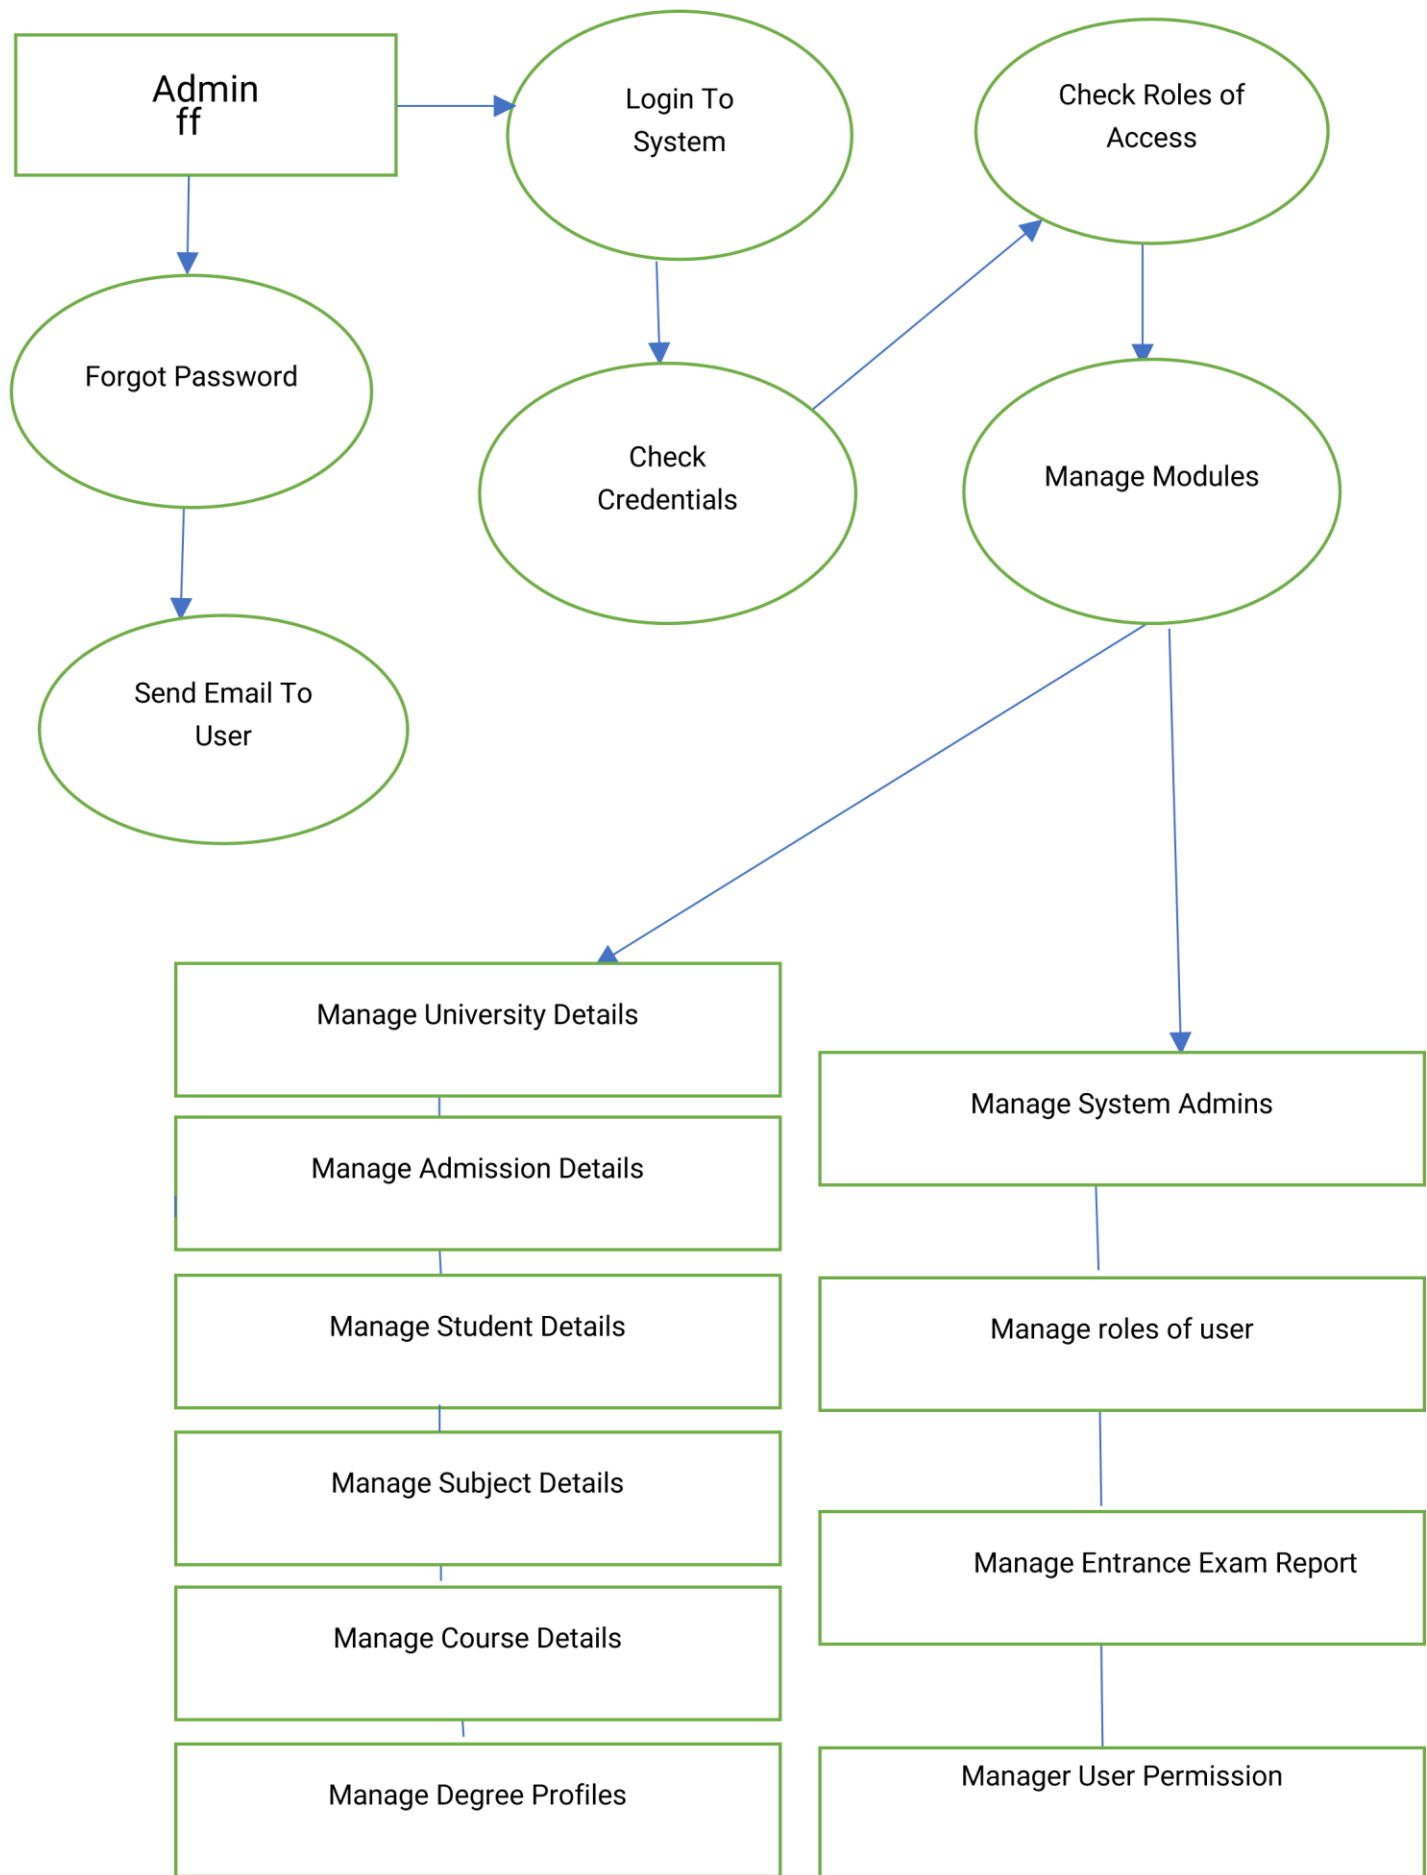 Admin
ff
Login To
System
Check Roles of
Access
Forgot Password
Check
Credentials
Manage Modules
Send Email To
User
Manage University Details
Manage Admission Details
Manage Student Details
Manage Subject Details
Manage Course Details
Manage Degree Profiles
Manage System Admins
Manage roles of user
Manage Entrance Exam Report
Manager User Permission